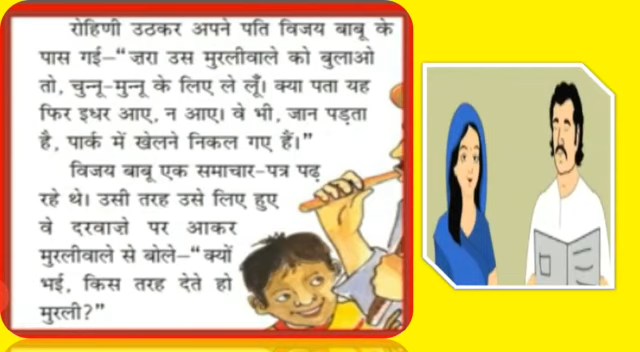 रोहिणी उठकर अपने पति विजय बाबू के
पास गई–“ज़रा उस मुरलीवाले को बुलाओ
तो, चुन्नू-मुन्नू के लिए ले लूँ। क्या पता यह
फिर इधर आए, न आए। वे भी, जान पड़ता
है, पार्क में खेलने निकल गए हैं।”
विजय बाबू एक समाचार-पत्र पढ़
रहे थे। उसी तरह उसे लिए हुए
वे दरवाज़े पर आकर
मुरलीवाले से बोले–“क्यों
भई, किस तरह देते हो
मुरली?”